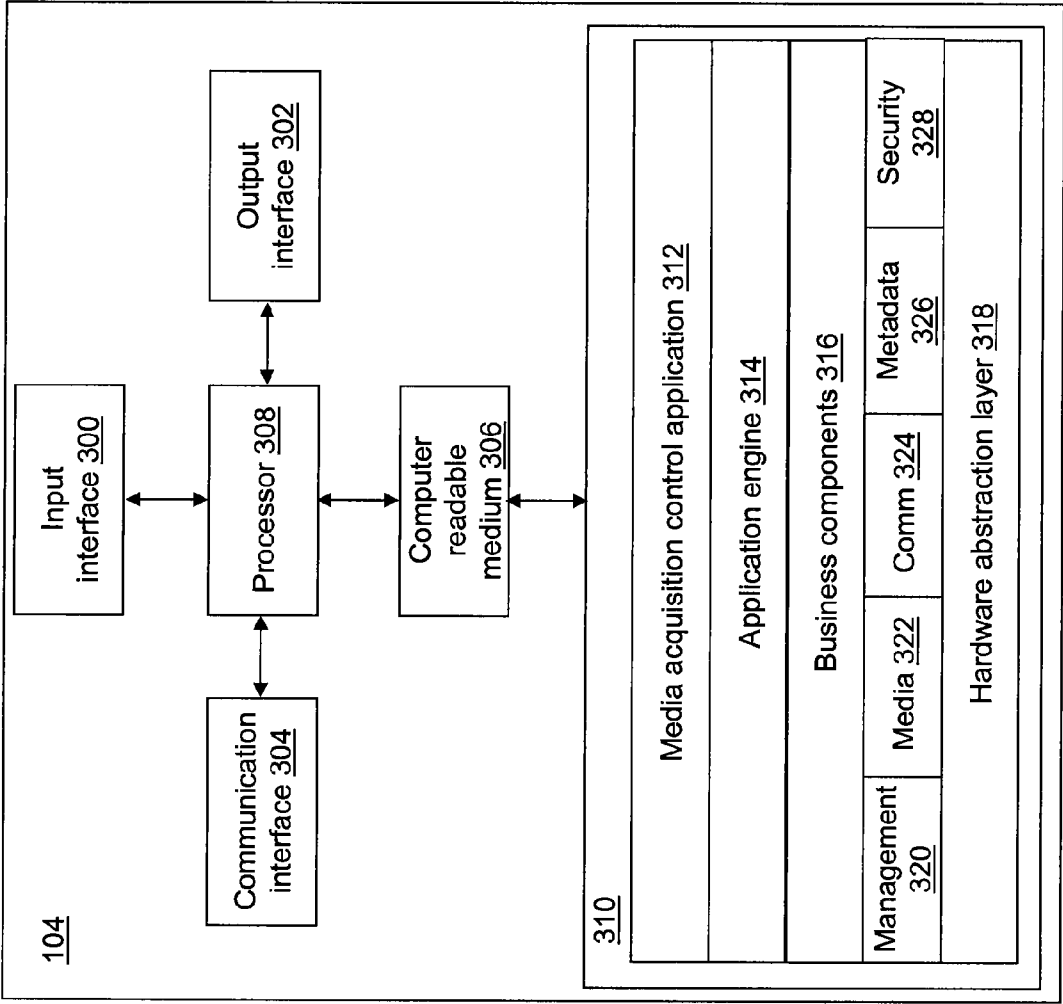 104
Input
interface 300
Communication
interface 304
Processor 308
Output
interface 302
Computer
readable
medium 306
310
Media acquisition control application 312
Application engine 314
Business components 316
Management
320
Media 322
Comm 324
Metadata
326
Security
328
Hardware abstraction layer 318